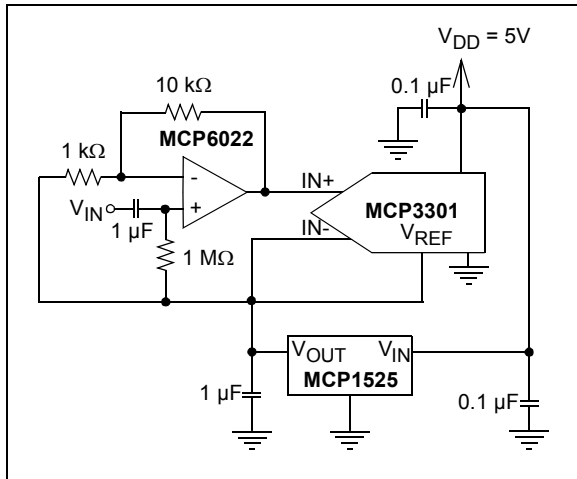 V_DD = 5V
0.1 µF
10 kΩ
MCP6022
1 kΩ
-
+
V_IN
1 µF
1 MΩ
IN+
IN-
MCP3301
V_REF
V_OUT V_IN
MCP1525
1 µF
0.1 µF